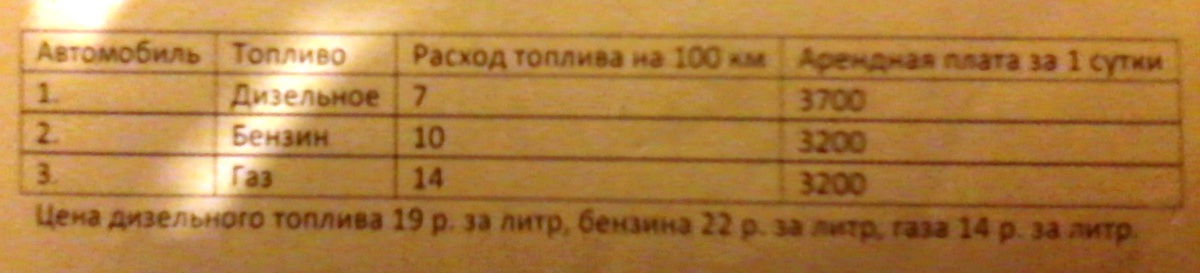 Автомобиль Топливо Расход топлива на 100 км Арендная плата за 1 сутки
1. Дизельное 7 3700
2. Бензин 10 3200
3. Газ 14 3200
Цена дизельного топлива 19 р. за литр, бензина 22 р. за литр, газа 14 р. за литр.